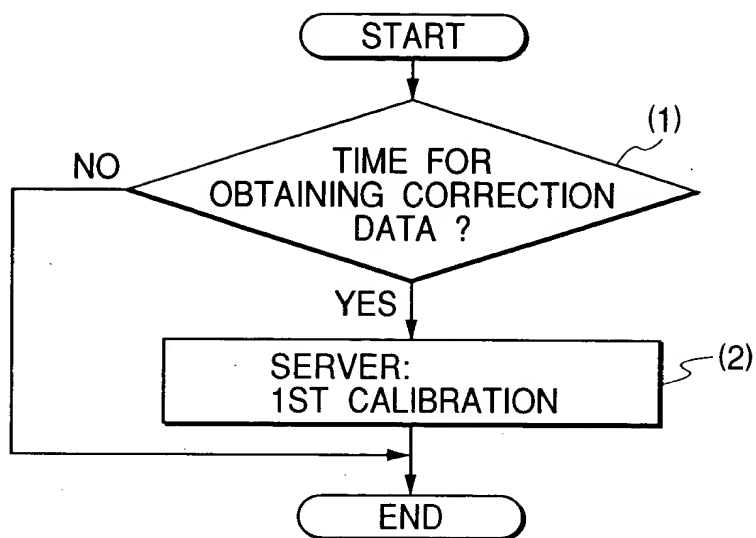 START
(1)
TIME FOR
OBTAINING CORRECTION
DATA ?
NO
YES
SERVER:
1ST CALIBRATION
(2)
END